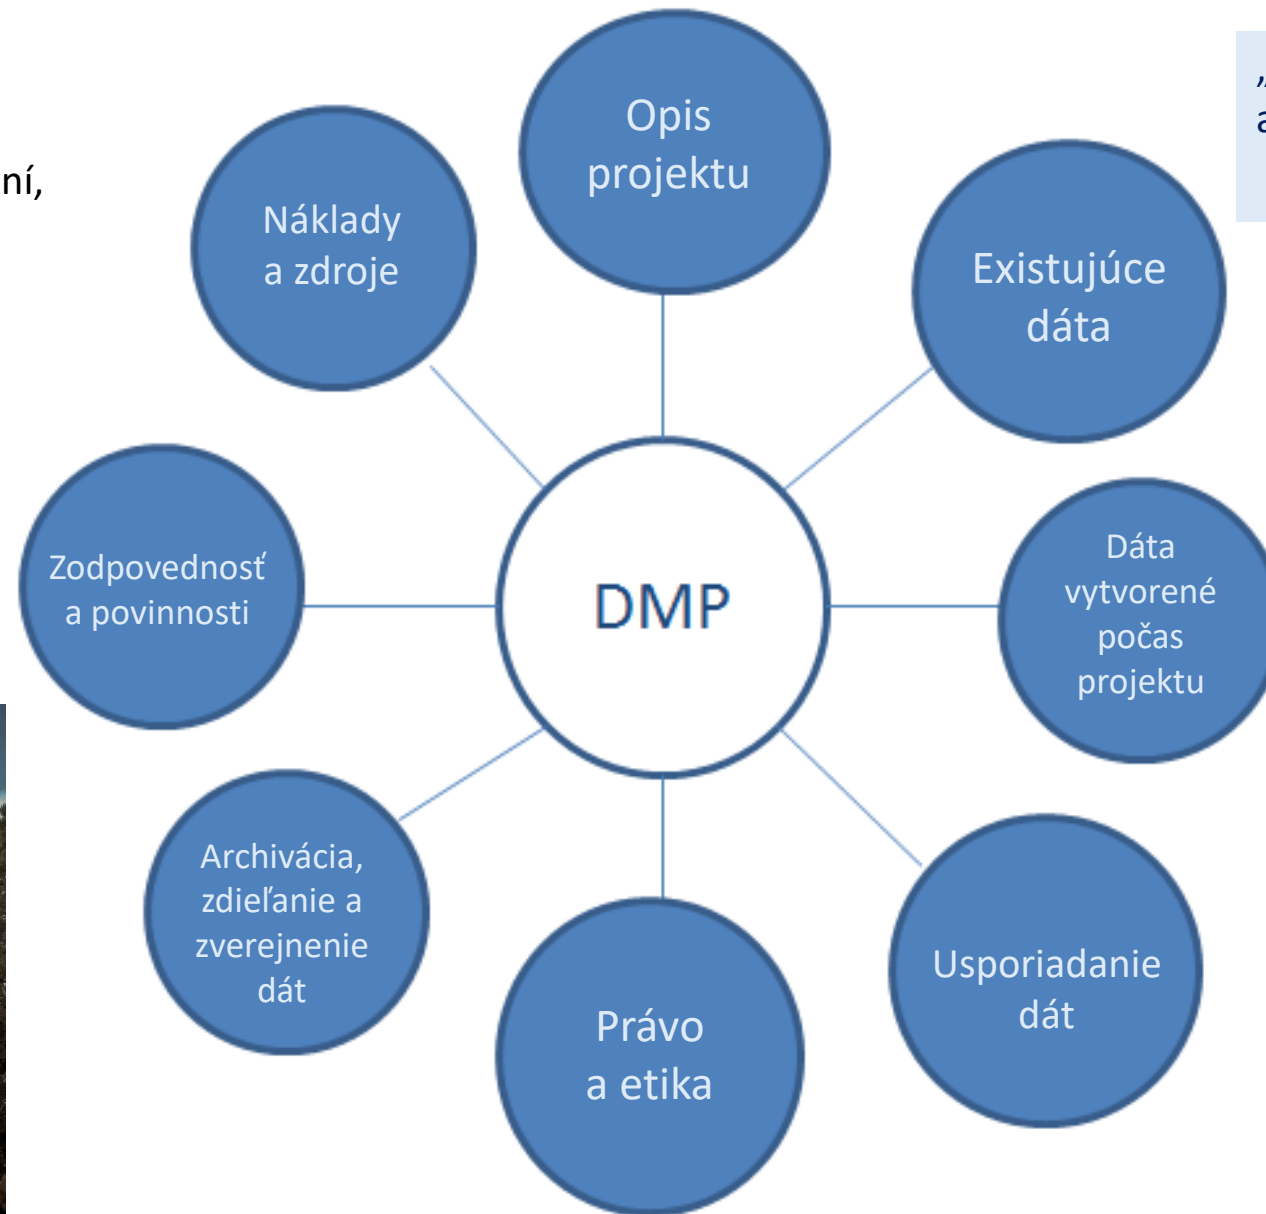 ní,
„
a
Opis
projektu
Náklady
a zdroje
Existujúce
dáta
Zodpovednosť
a povinnosti
DMP
Dáta
vytvorené
počas
projektu
Archivácia,
zdieľanie a
zverejnenie
dát
Usporiadanie
dát
Právo
a etika